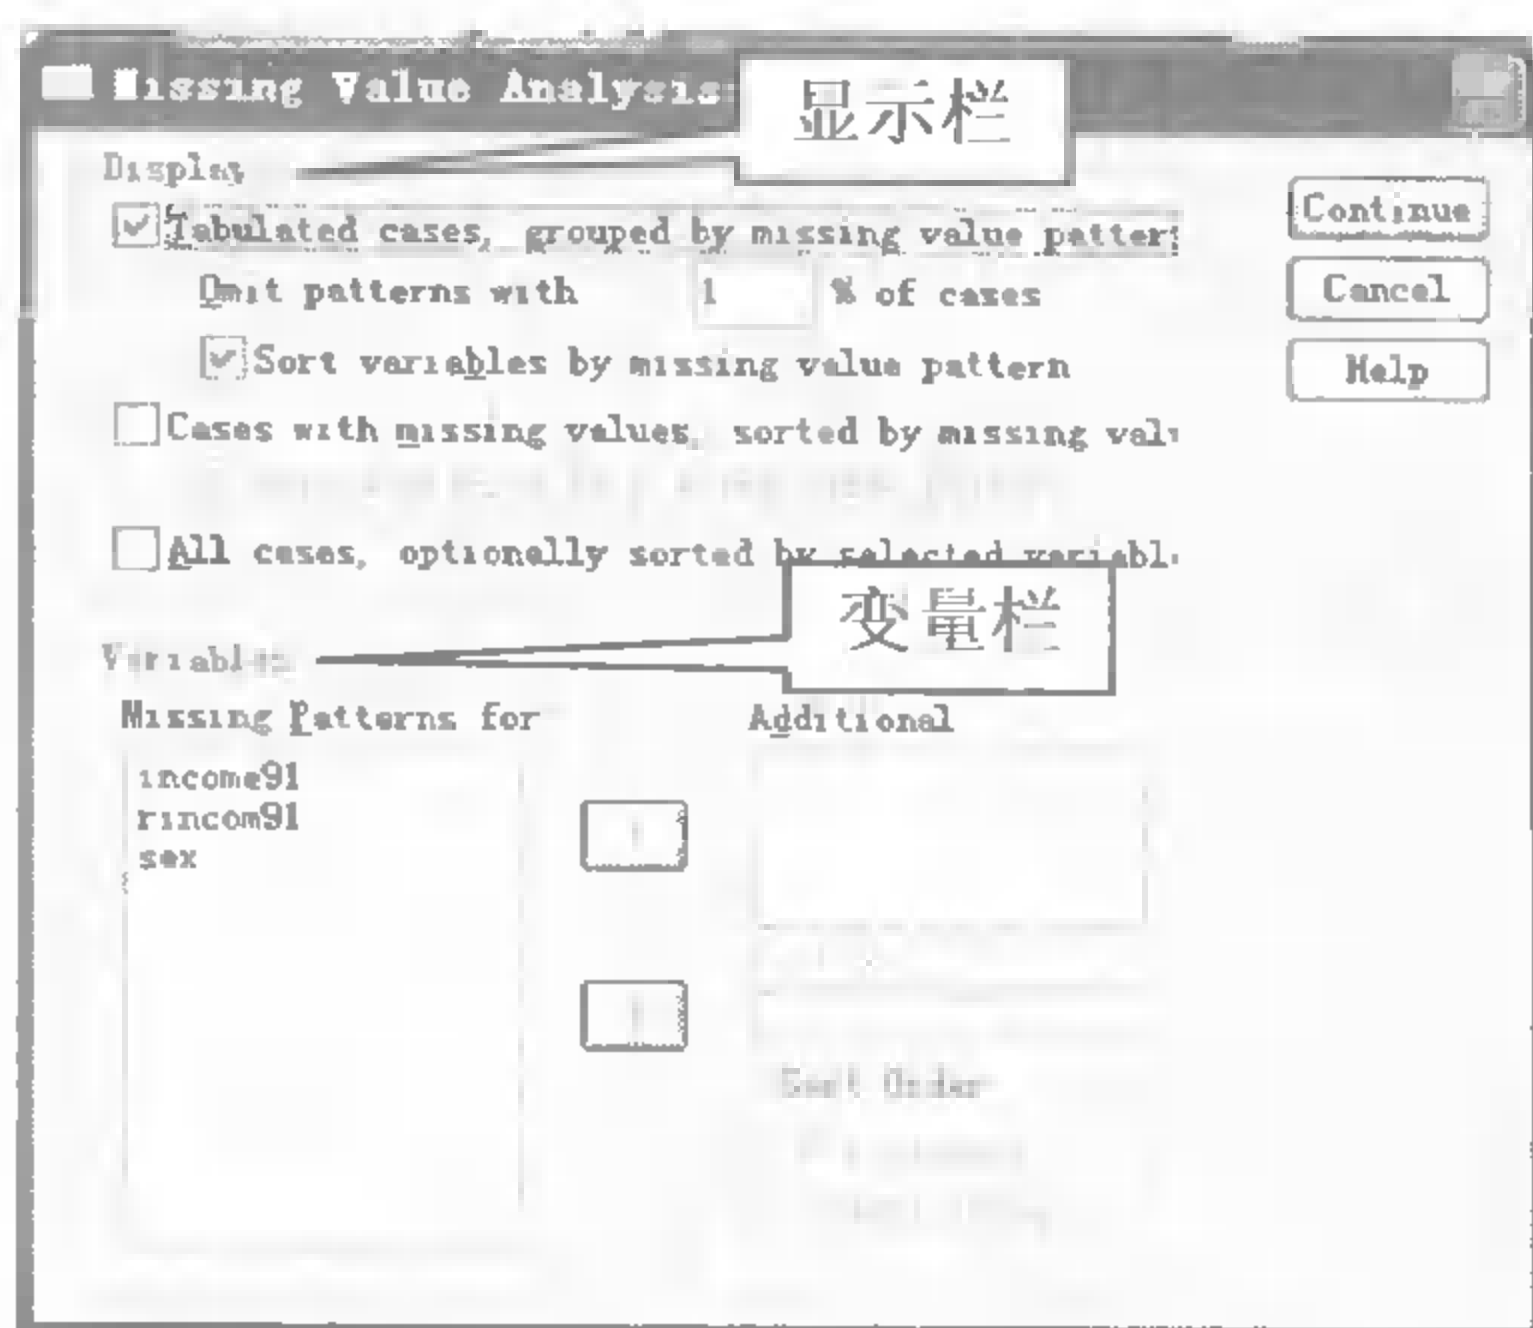 Missing Value Analysis:
显示栏
Display
Tabulated cases, grouped by missing value patter
Omit patterns with 1 % of cases
Sort variables by missing value pattern
Cases with missing values, sorted by missing val
All cases, optionally sorted by selected variabl
Continue
Cancel
Help
变量栏
Variables
Missing Patterns for
income91
rincom91
sex
Additional
Sort Order